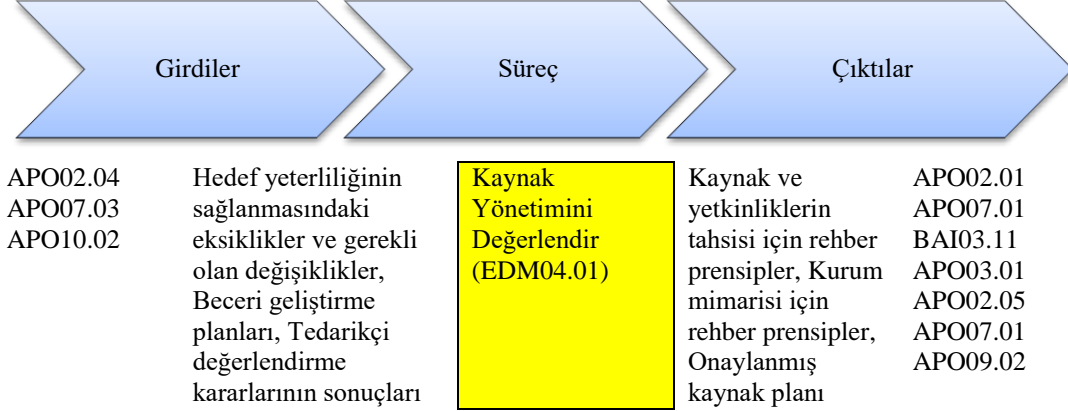 Girdiler
Süreç
Çıktılar
APO02.04
APO07.03
APO10.02
Hedef yeterliliğinin
sağlanmasındaki
eksiklikler ve gerekli
olan değişiklikler,
Beceri geliştirme
planları, Tedarikçi
değerlendirme
kararlarının sonuçları
Kaynak
Yönetimini
Değerlendir
(EDM04.01)
Kaynak ve
yetkinliklerin
tahsisi için rehber
prensipler, Kurum
mimarisi için
rehber prensipler,
Onaylanmış
kaynak planı
APO02.01
APO07.01
BAI03.11
APO03.01
APO02.05
APO07.01
APO09.02